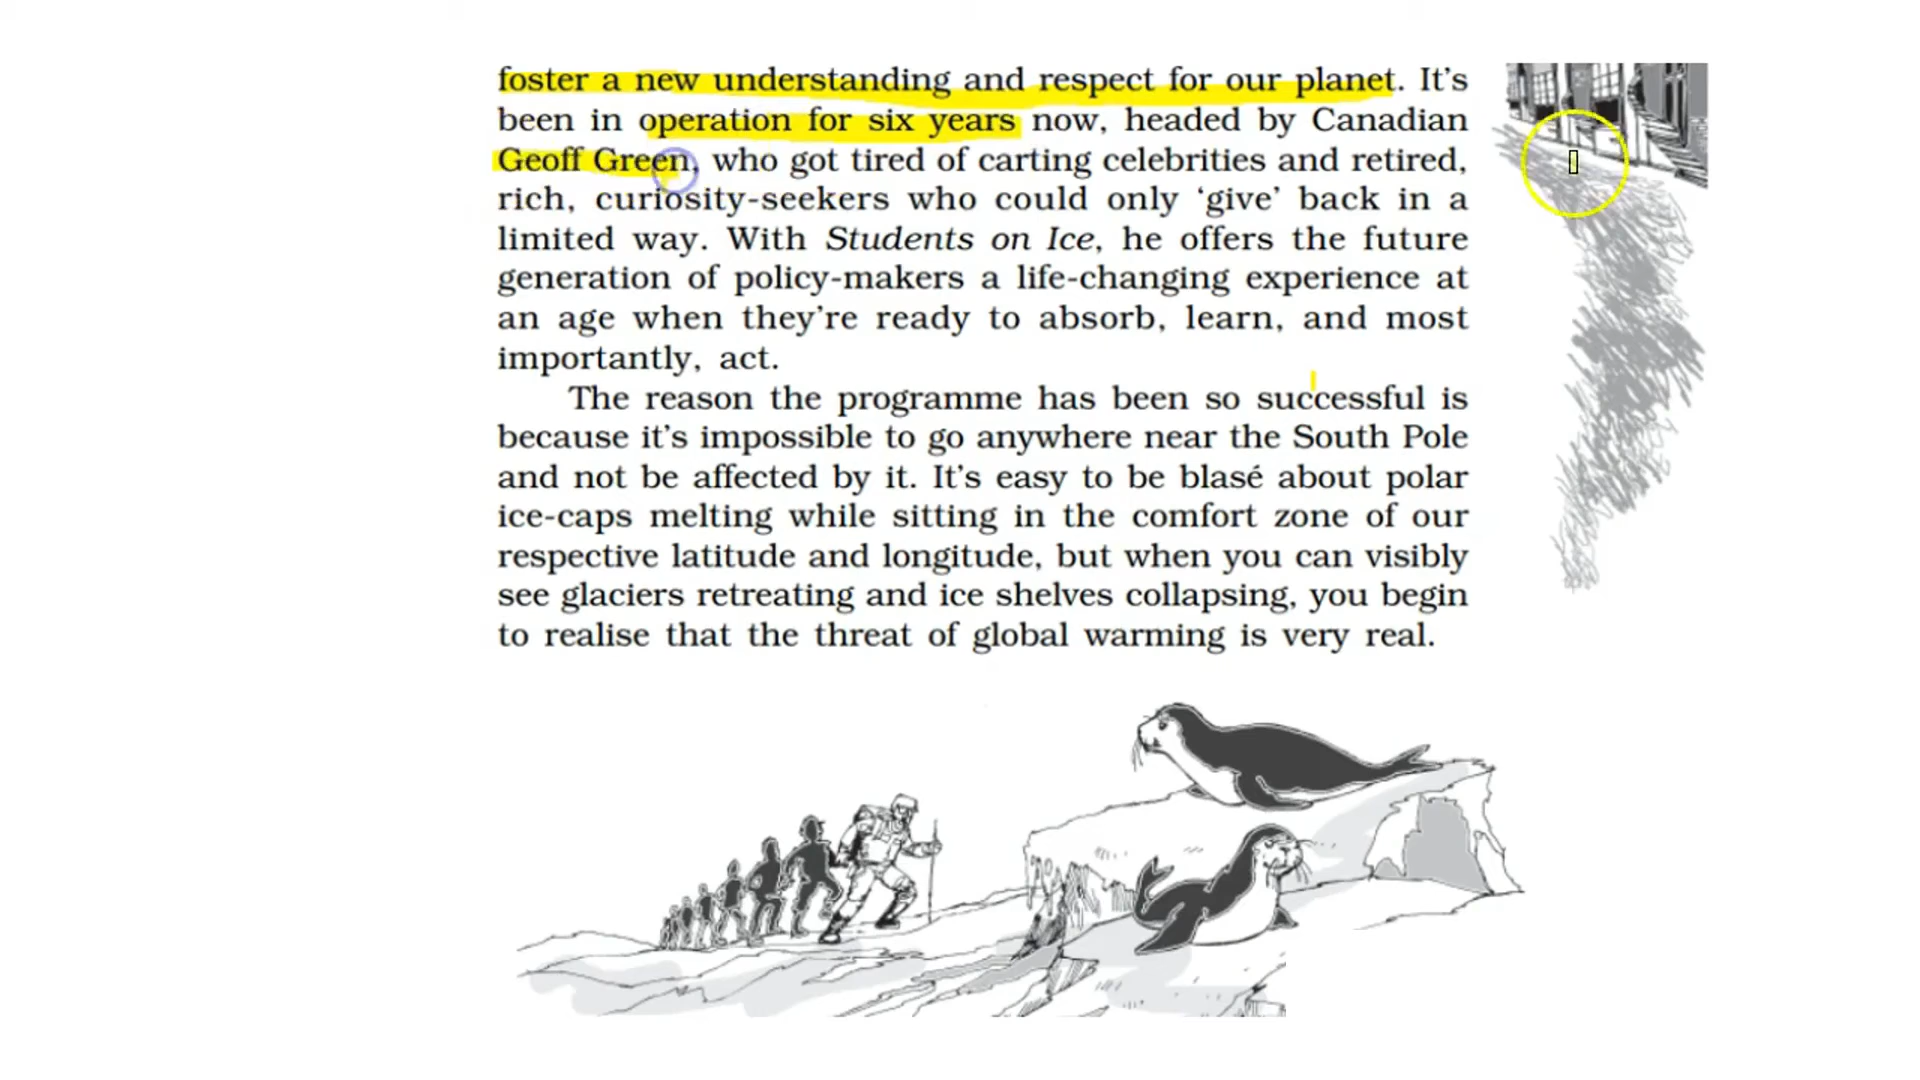 foster a new understanding and respect for our planet. It's
been in operation for six years now, headed by Canadian
Geoff Green, who got tired of carting celebrities and retired,
rich, curiosity-seekers who could only ‘give’ back in a
limited way. With Students on Ice, he offers the future
generation of policy-makers a life-changing experience at
an age when they’re ready to absorb, learn, and most
importantly, act.
The reason the programme has been so successful is
because it’s impossible to go anywhere near the South Pole
and not be affected by it. It’s easy to be blasé about polar
ice-caps melting while sitting in the comfort zone of our
respective latitude and longitude, but when you can visibly
see glaciers retreating and ice shelves collapsing, you begin
to realise that the threat of global warming is very real.